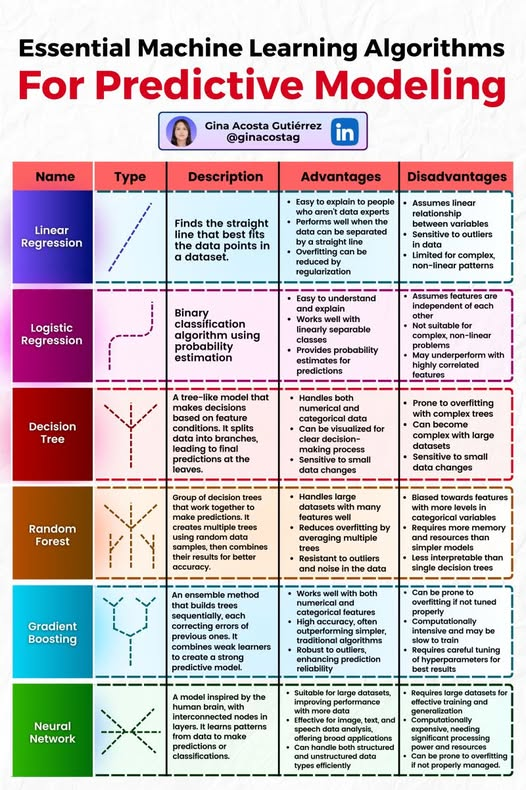 Essential Machine Learning Algorithms
For Predictive Modeling
Gina Acosta Gutiérrez
@ginacostag
in
Name
Type
Description
Advantages
Disadvantages
Linear
Regression
Finds the straight
line that best fits
the data points in
a dataset.
• Easy to explain to people
who aren't data experts
• Performs well when the
data can be separated
by a straight line
• Overfitting can be
reduced by
regularization
• Assumes linear
relationship
between variables
• Sensitive to outliers
in data
• Limited for complex,
non-linear patterns
Logistic
Regression
Binary
classification
algorithm using
probability
estimation
• Easy to understand
and explain
• Works well with
linearly separable
classes
• Provides probability
estimates for
predictions
• Assumes features are
independent of each
other
• Not suitable for
complex, non-linear
problems
• May underperform with
highly correlated
features
Decision
Tree
A tree-like model that
makes decisions
based on feature
conditions. It splits
data into branches,
leading to final
predictions at the
leaves.
• Handles both
numerical and
categorical data
• Can be visualized for
clear decision-
making process
• Sensitive to small
data changes
• Prone to overfitting
with complex trees
• Can become
complex with large
datasets
• Sensitive to small
data changes
Random
Forest
Group of decision trees
that work together to
make predictions. It
creates multiple trees
using random data
samples, then combines
their results for better
accuracy.
• Handles large
datasets with many
features well
• Reduces overfitting by
averaging multiple
trees
• Resistant to outliers
and noise in the data
• Biased towards features
with more levels in
categorical variables
• Requires more memory
and resources than
simpler models
• Less interpretable than
single decision trees
Gradient
Boosting
An ensemble method
that builds trees
sequentially, each
correcting errors of
previous ones. It
combines weak learners
to create a strong
predictive model.
• Works well with both
numerical and
categorical features
• High accuracy, often
outperforming simpler,
traditional algorithms
• Robust to outliers,
enhancing prediction
reliability
• Can be prone to
overfitting if not tuned
properly
• Computationally
intensive and may be
slow to train
• Requires careful tuning
of hyperparameters for
best results
Neural
Network
A model inspired by the
human brain, with
interconnected nodes in
layers. It learns patterns
from data to make
predictions or
classifications.
• Suitable for large datasets,
improving performance
with more data
• Effective for image, text, and
speech data analysis,
offering broad applications
• Can handle both structured
and unstructured data
types efficiently
• Requires large datasets for
effective training and
generalization
• Computationally
expensive, needing
significant processing
power and resources
• Can be prone to overfitting
if not properly managed.